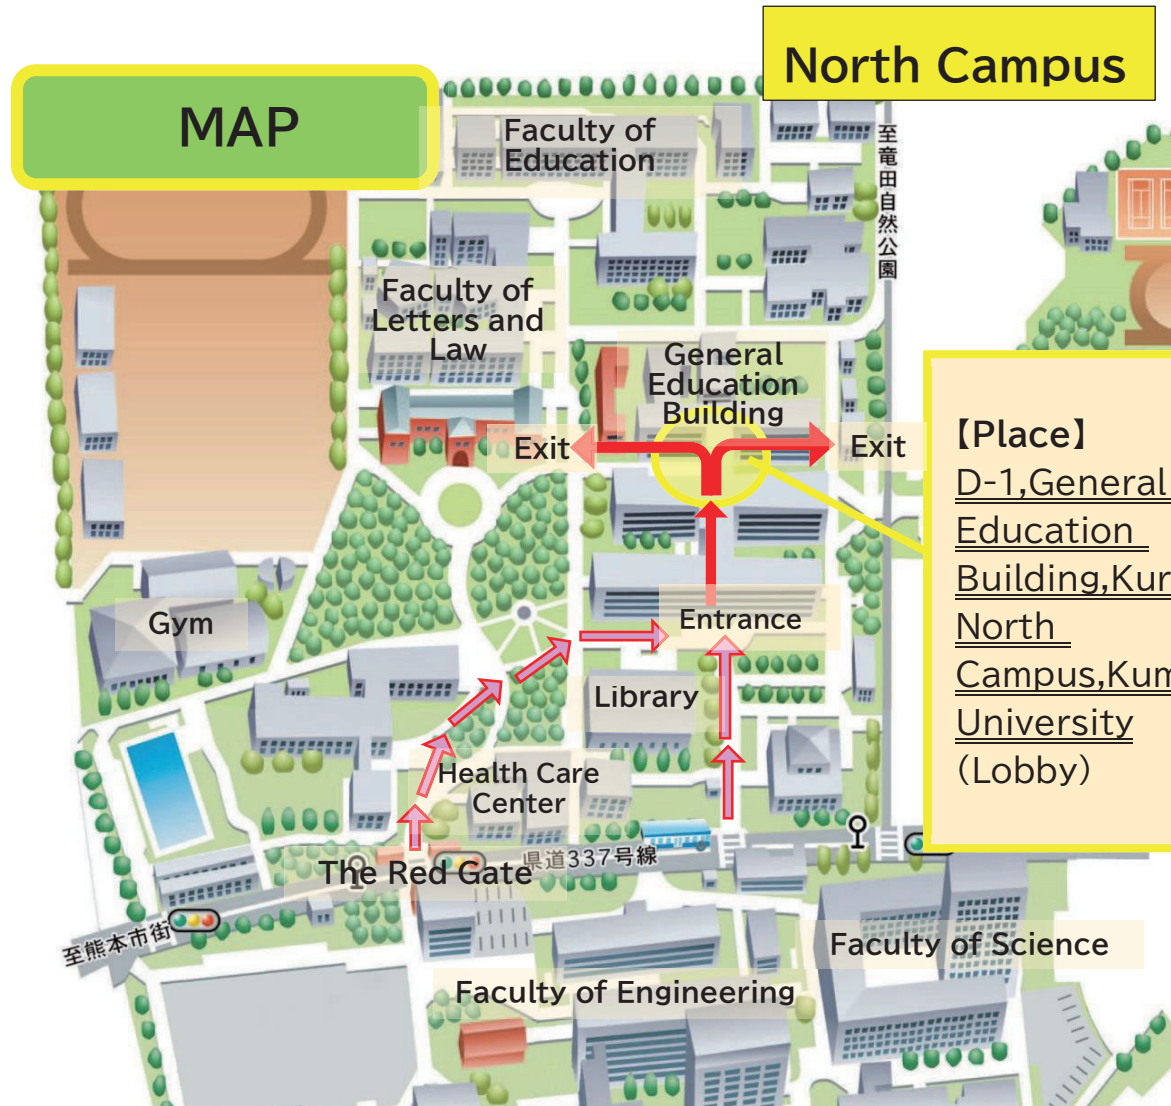 North Campus
MAP
Faculty of
Education
至竜田自然公園
Faculty of
Letters and
Law
General
Education
Building
Exit
Exit
【Place】
D-1,General
Education
Building,Kur
North
Campus,Kum
University
(Lobby)
Gym
Entrance
Library
Health Care
Center
The Red Gate
県道337号線
至熊本市街
Faculty of Science
Faculty of Engineering